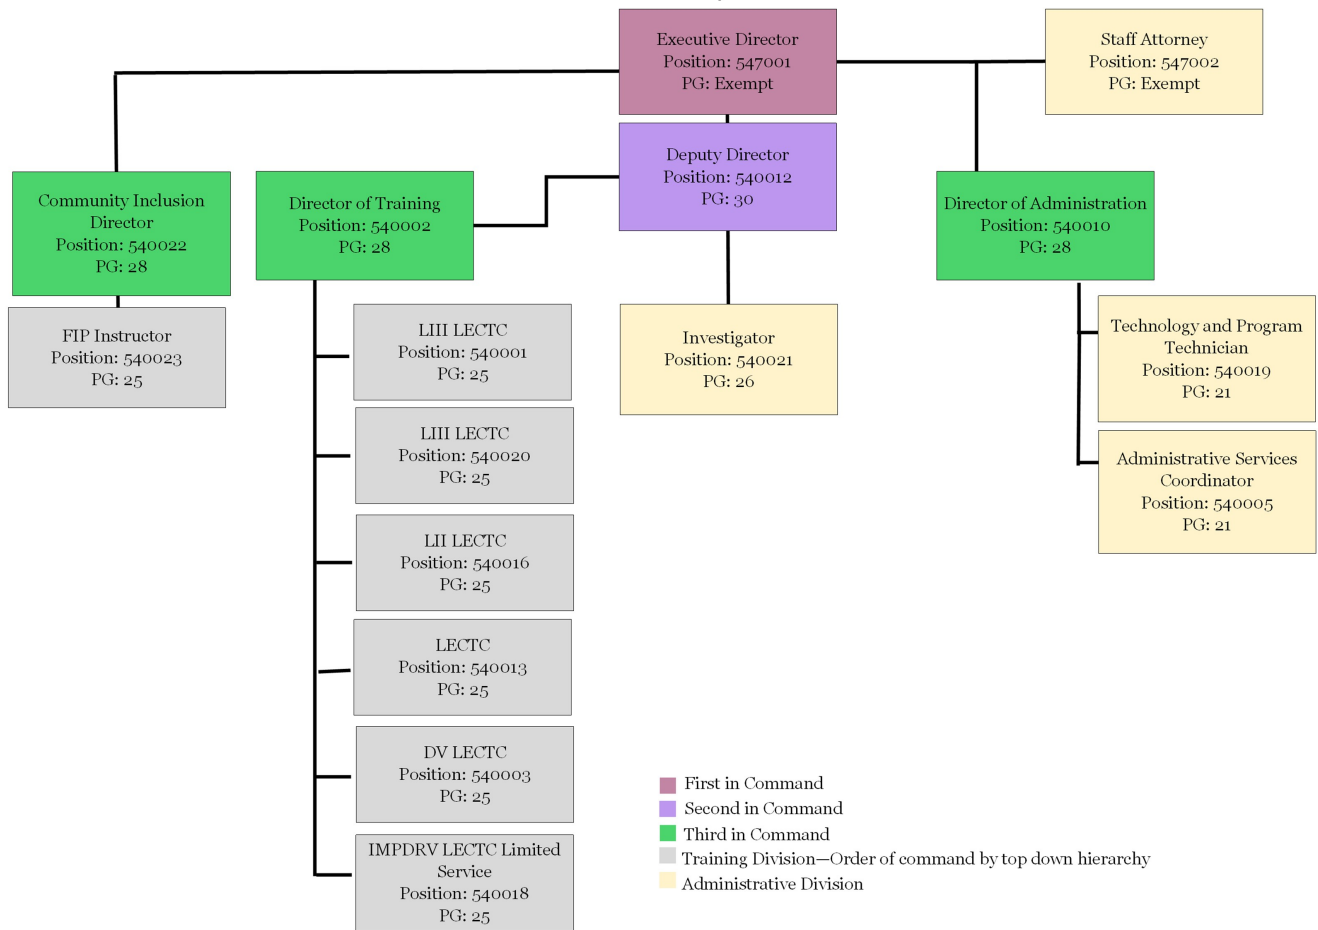 Executive Director
Position: 547001
PG: Exempt
Staff Attorney
Position: 547002
PG: Exempt
Deputy Director
Position: 540012
PG: 30
Community Inclusion
Director
Position: 540022
PG: 28
Director of Training
Position: 540002
PG: 28
Director of Administration
Position: 540010
PG: 28
FIP Instructor
Position: 540023
PG: 25
LIII LECTC
Position: 540001
PG: 25
LIII LECTC
Position: 540020
PG: 25
LII LECTC
Position: 540016
PG: 25
LECTC
Position: 540013
PG: 25
DV LECTC
Position: 540003
PG: 25
IMPDRV LECTC Limited
Service
Position: 540018
PG: 25
Investigator
Position: 540021
PG: 26
Technology and Program
Technician
Position: 540019
PG: 21
Administrative Services
Coordinator
Position: 540005
PG: 21
First in Command
Second in Command
Third in Command
Training Division—Order of command by top down hierarchy
Administrative Division